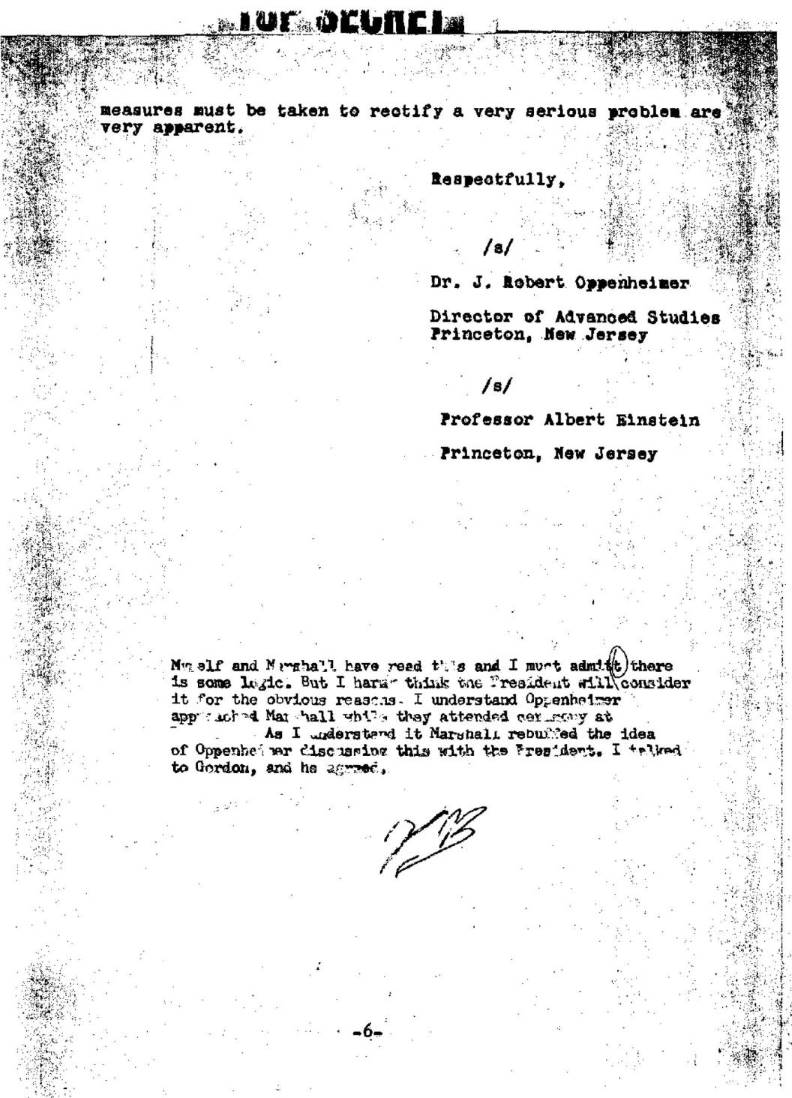 TOP SECRET
measures must be taken to rectify a very serious problem are
very apparent.
Respectfully,
/s/
Dr. J. Robert Oppenheimer
Director of Advanced Studies
Princeton, New Jersey
/s/
Professor Albert Einstein
Princeton, New Jersey
Myself and Marshall have read this and I must admitt there
is some logic. But I hardly think the President will consider
it for the obvious reasons. I understand Oppenheimer
approached Marshall while they attended ceremony at
As I understand it Marshall rebuffed the idea
of Oppenheimer discussing this with the President. I talked
to Gordon, and he agreed.
-6-